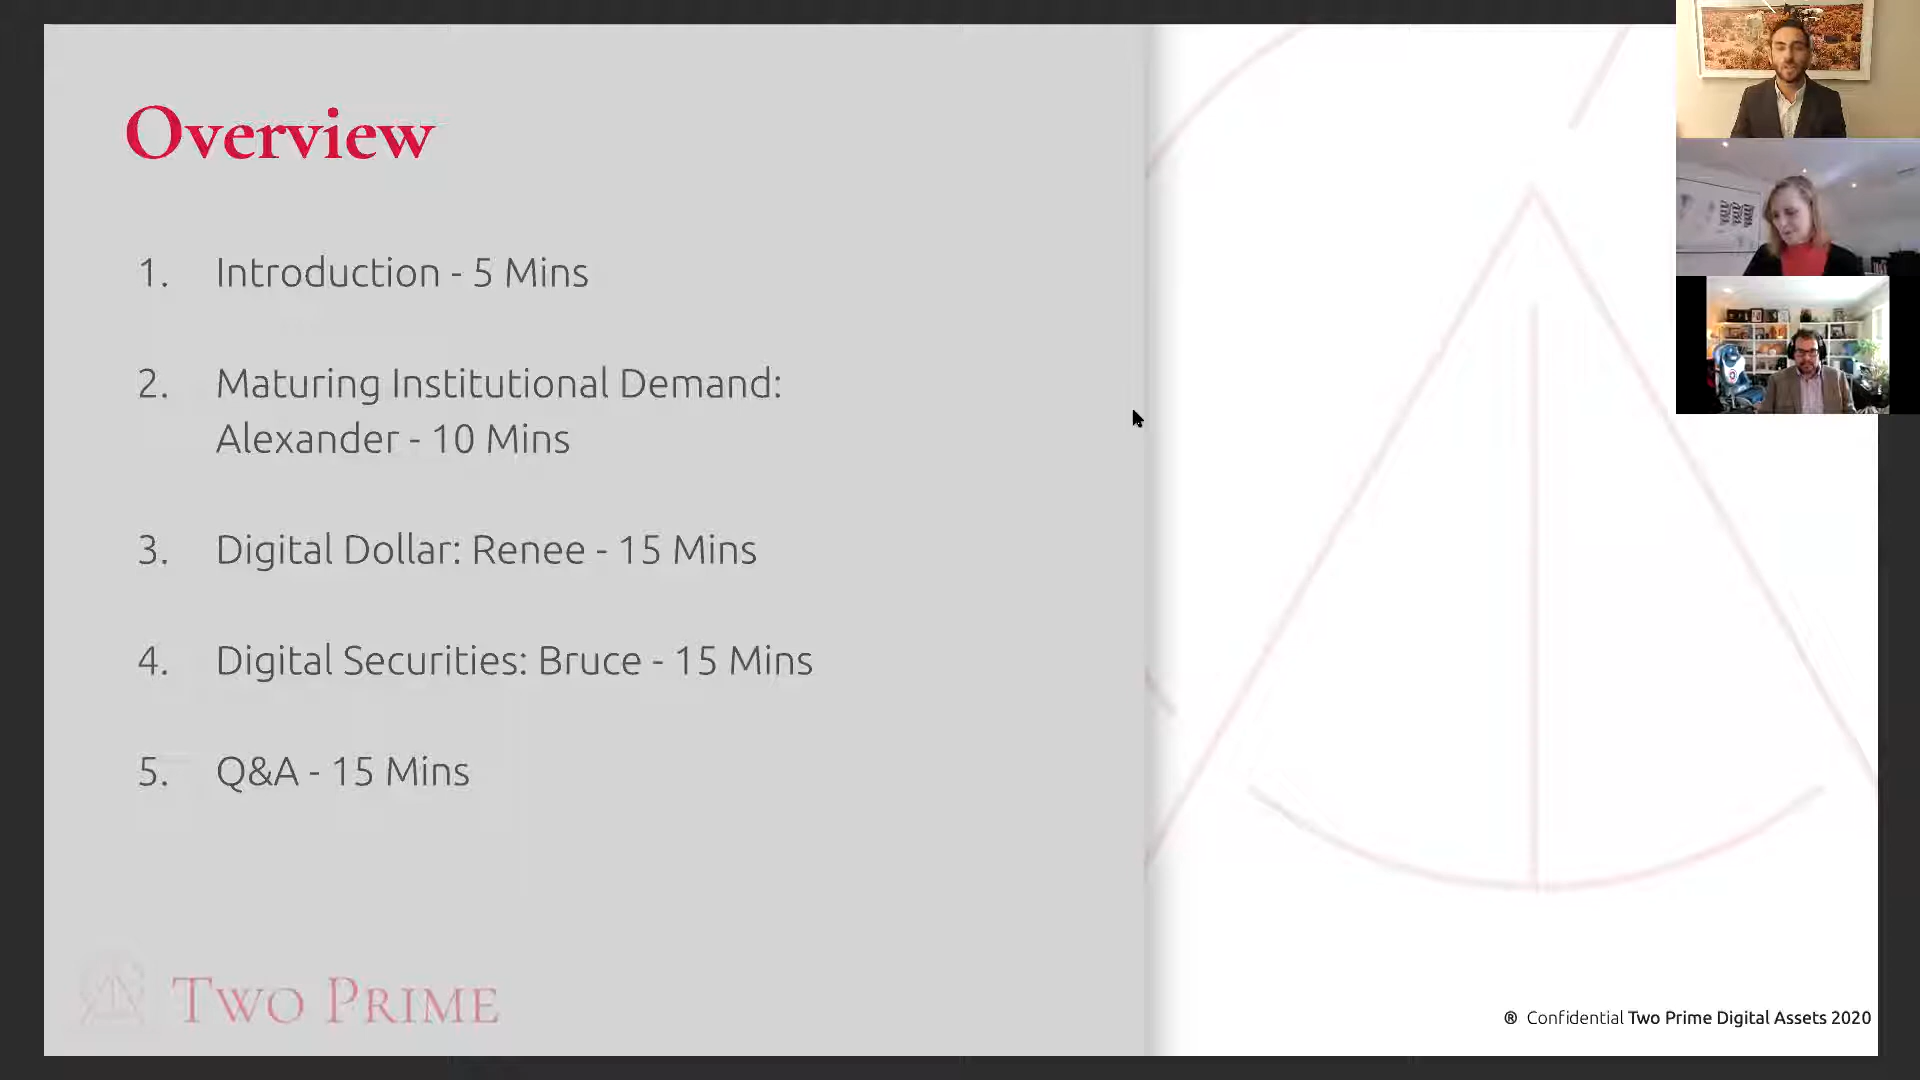 Overview
1. Introduction - 5 Mins
2. Maturing Institutional Demand:
Alexander - 10 Mins
3. Digital Dollar: Renee - 15 Mins
4. Digital Securities: Bruce - 15 Mins
5. Q&A - 15 Mins
TWO PRIME
® Confidential Two Prime Digital Assets 2020